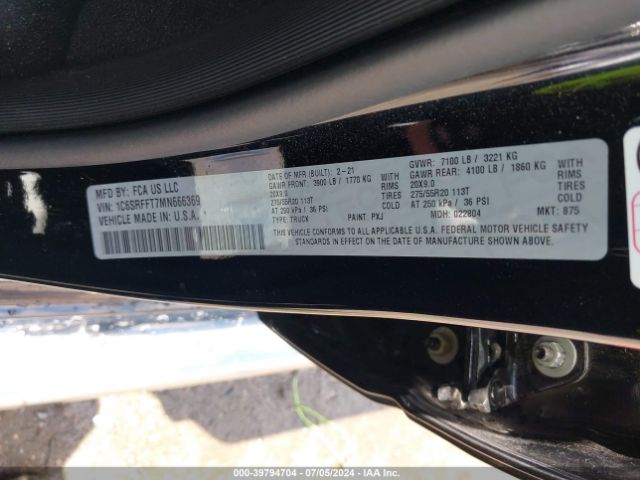 MFD BY: FCA US LLC
VIN: 1C6SRFFT7MN566369
VEHICLE MADE IN U.S.A.
DATE OF MFR (BUILT): 2-21
GAWR FRONT: 3900 LB / 1770 KG WITH
20X9.0 RIMS
275/55R20 113T TIRES
AT 250 kPa / 36 PSI COLD
TYPE: TRUCK PAINT: PXJ
GVWR: 7100 LB / 3221 KG
GAWR REAR: 4100 LB / 1860 KG WITH
20X9.0 RIMS
275/55R20 113T TIRES
AT 250 kPa / 36 PSI COLD
MDH: 022804 MKT: 875
THIS VEHICLE CONFORMS TO ALL APPLICABLE U.S.A. FEDERAL MOTOR VEHICLE SAFETY
STANDARDS IN EFFECT ON THE DATE OF MANUFACTURE SHOWN ABOVE.
000-39794704 - 07/05/2024 - IAA Inc.